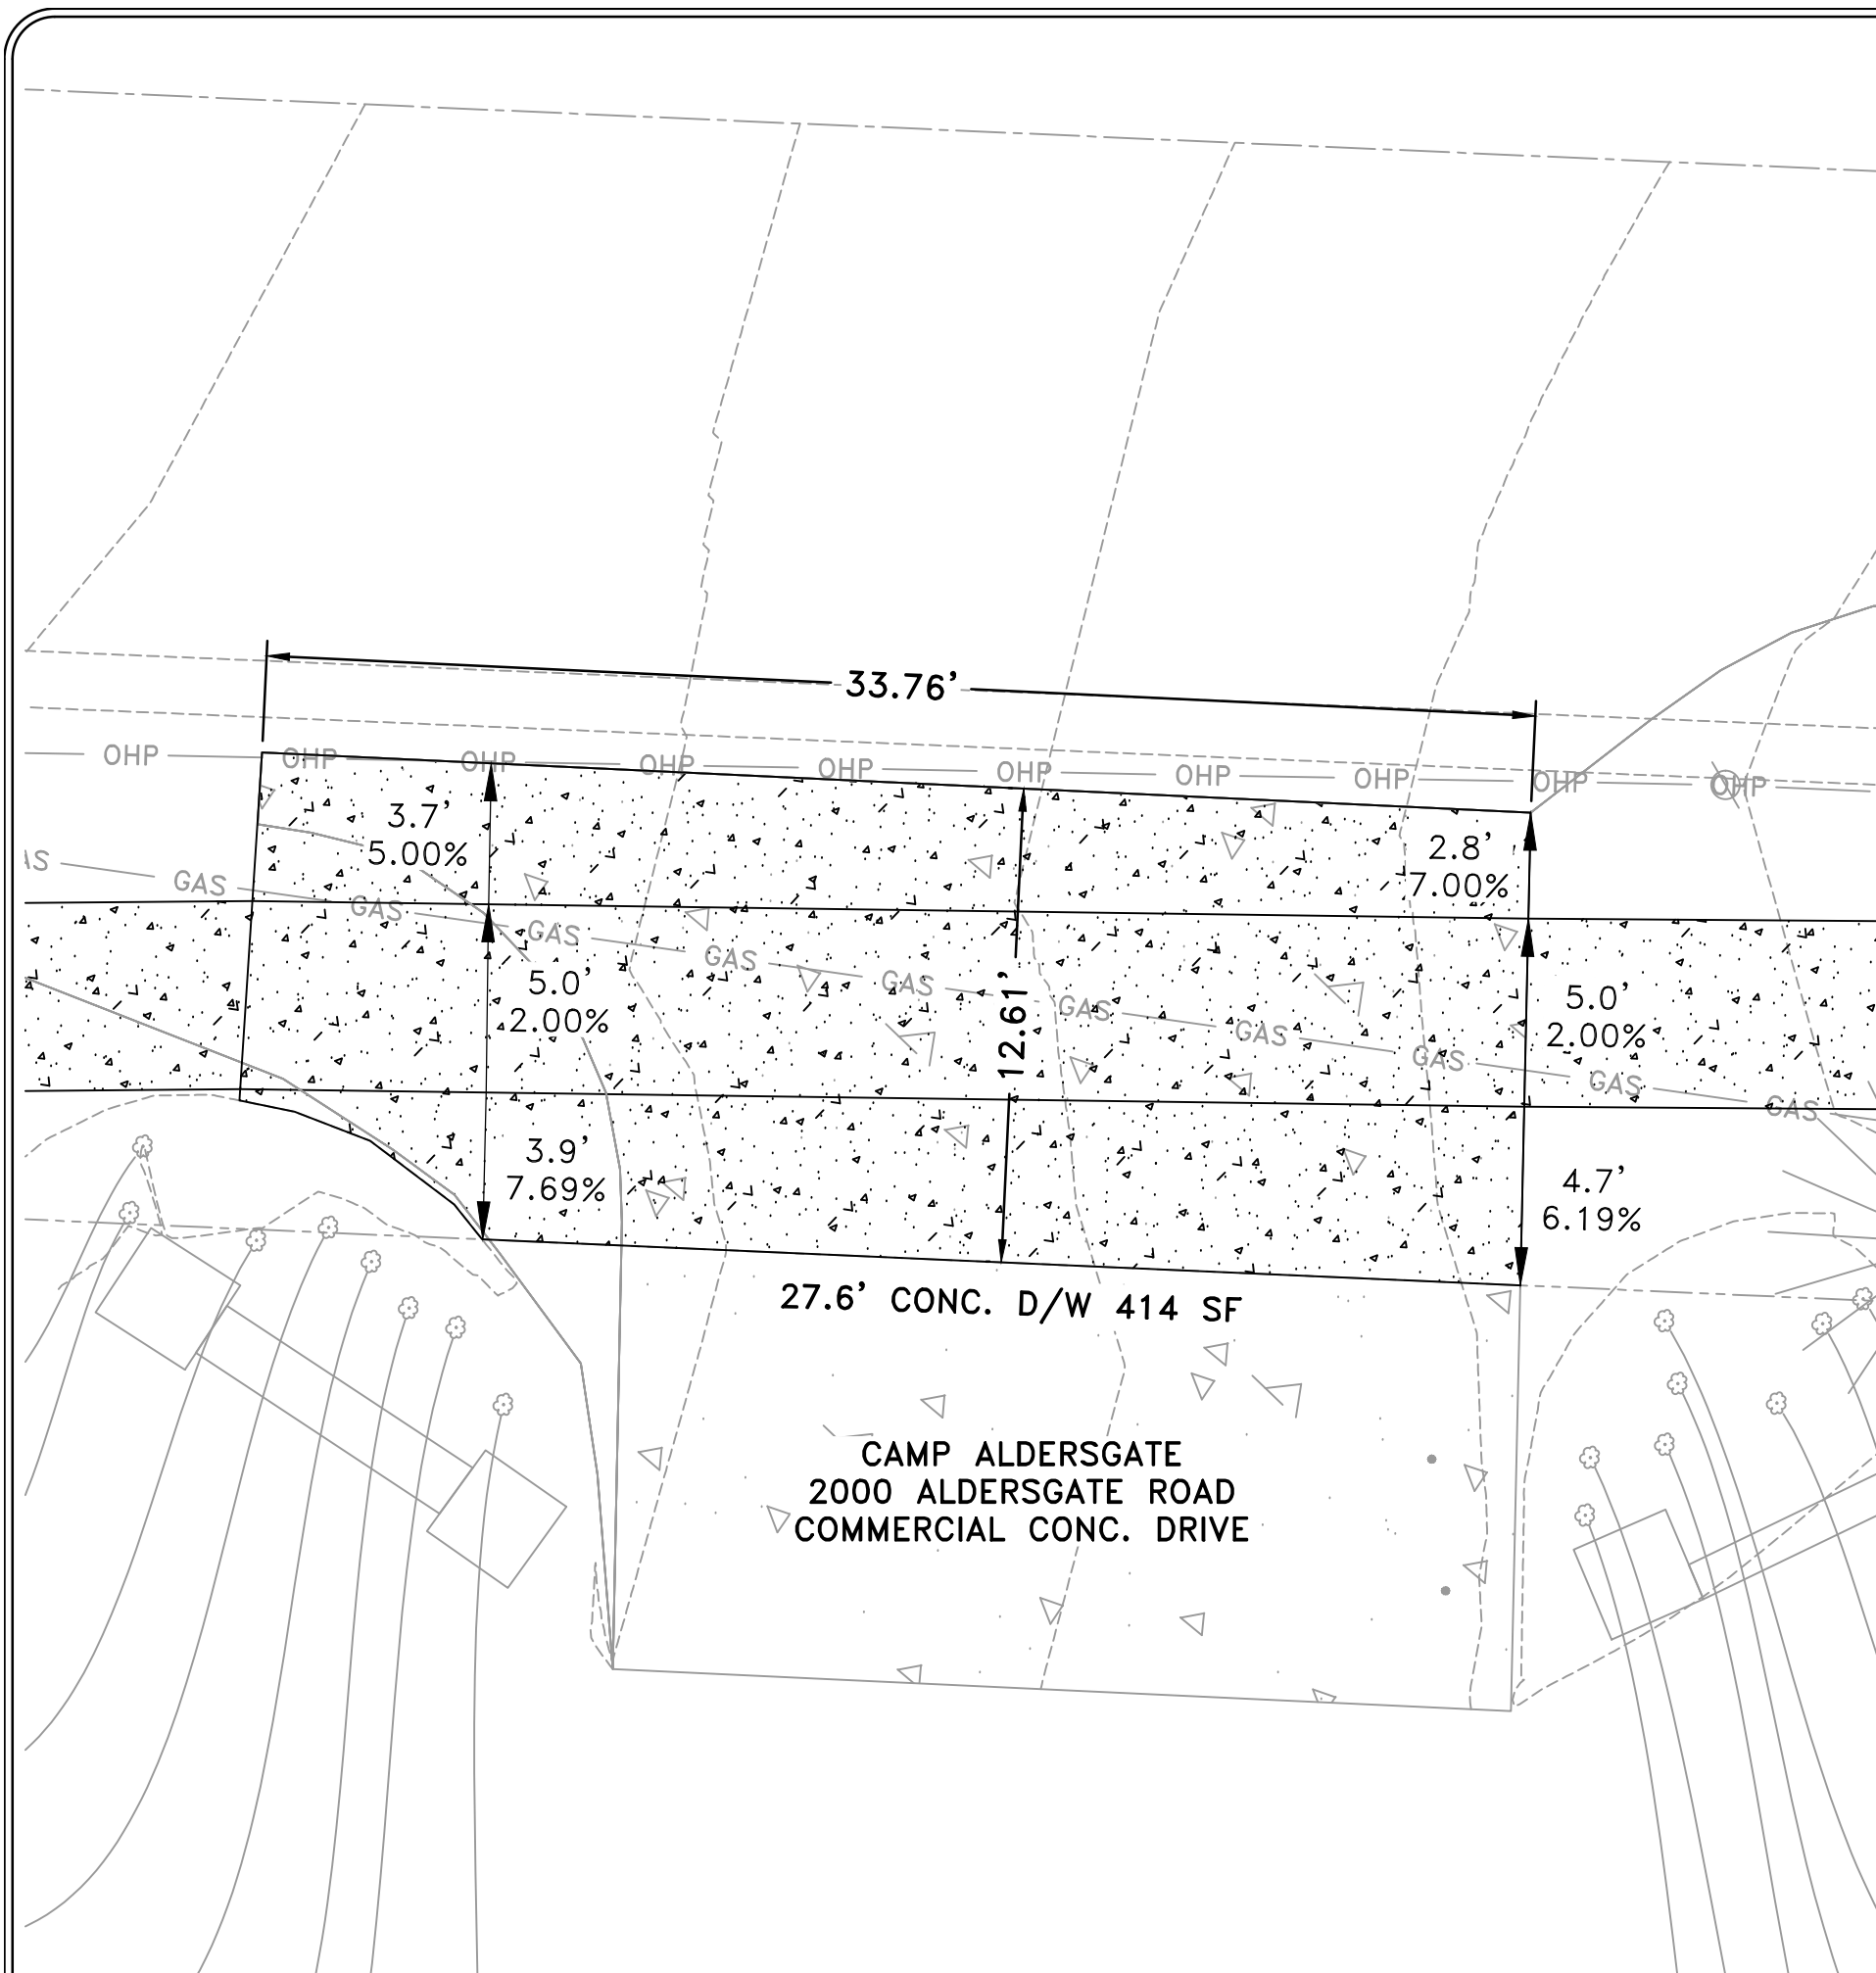 33.76’
OHP OHP OHP OHP OHP OHP OHP OHP OHP OHP
3.7’
5.00%
2.8’
7.00%
GAS GAS GAS GAS GAS GAS GAS GAS GAS GAS
5.0’
2.00%
12.61’
5.0’
2.00%
3.9’
7.69%
4.7’
6.19%
27.6’ CONC. D/W 414 SF
CAMP ALDERSGATE
2000 ALDERSGATE ROAD
COMMERCIAL CONC. DRIVE